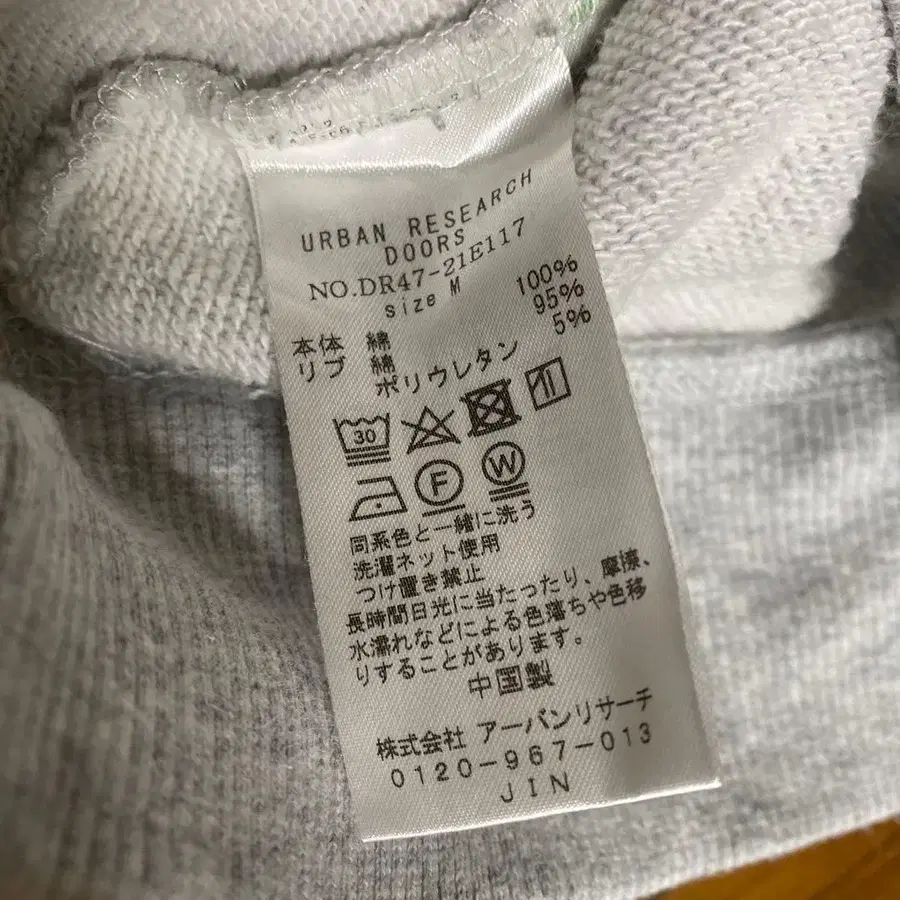 URBAN RESEARCH
DOORS
NO.DR47-21E117
size M
本体 綿 100%
リブ 綿 95%
ポリウレタン 5%
30
F W
同系色と一緒に洗う
洗濯ネット使用
つけ置き禁止
長時間日光に当たったり、摩擦、
水濡れなどによる色落ちや色移
りすることがあります。
中国製
株式会社 アーバンリサーチ
0120-967-013
JIN